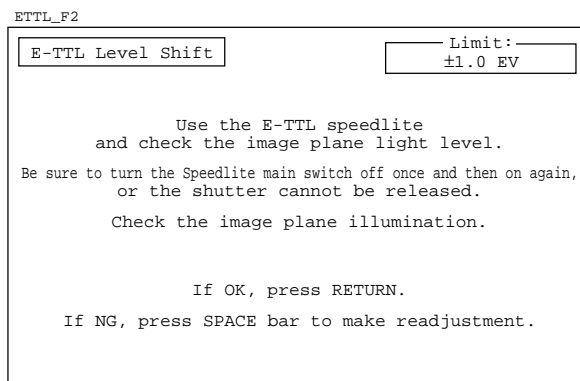 ETTL_F2
E-TTL Level Shift
Limit:
±1.0 EV
Use the E-TTL speedlite
and check the image plane light level.
Be sure to turn the Speedlite main switch off once and then on again,
or the shutter cannot be released.
Check the image plane illumination.
If OK, press RETURN.
If NG, press SPACE bar to make readjustment.